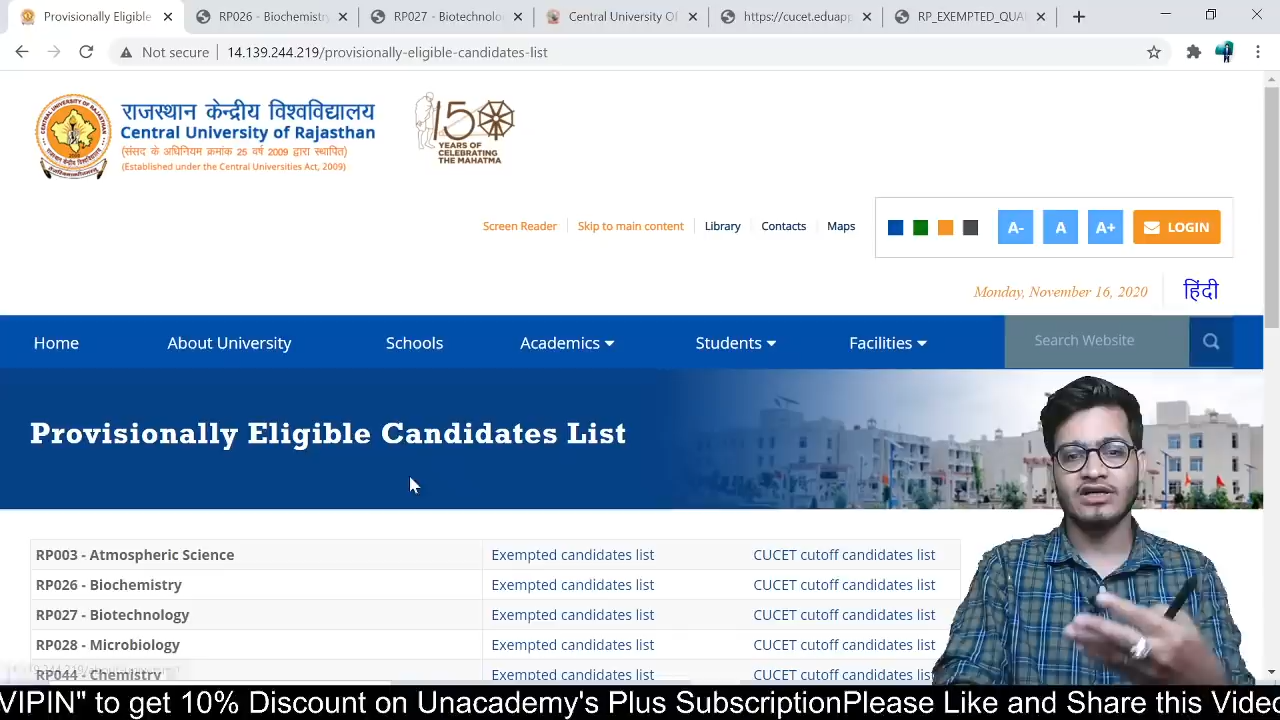 Provisionally Eligible
RP026 - Biochemistry
RP027 - Biotechnolo
Central University Of
https://cucet.eduapp
RP_EXEMPTED_QUA
Not secure
14.139.244.219/provisionally-eligible-candidates-list
राजस्थान केन्द्रीय विश्वविद्यालय
Central University of Rajasthan
(संसद के अधिनियम क्रमांक 25 वर्ष 2009 द्वारा स्थापित)
(Established under the Central Universities Act, 2009)
150
YEARS OF
CELEBRATING
THE MAHATMA
Screen Reader
Skip to main content
Library
Contacts
Maps
A-
A
A+
LOGIN
Monday, November 16, 2020
हिंदी
Home
About University
Schools
Academics
Students
Facilities
Search Website
Provisionally Eligible Candidates List
RP003 - Atmospheric Science Exempted candidates list CUCET cutoff candidates list
RP026 - Biochemistry Exempted candidates list CUCET cutoff candidates list
RP027 - Biotechnology Exempted candidates list CUCET cutoff candidates list
RP028 - Microbiology Exempted candidates list CUCET cutoff candidates list
RP044 - Chemistry Exempted candidates list CUCET cutoff candidates list
VIPIN" to get 10% Discount on Unacademy's Plus SubscriptionPlease Like and Share this Video